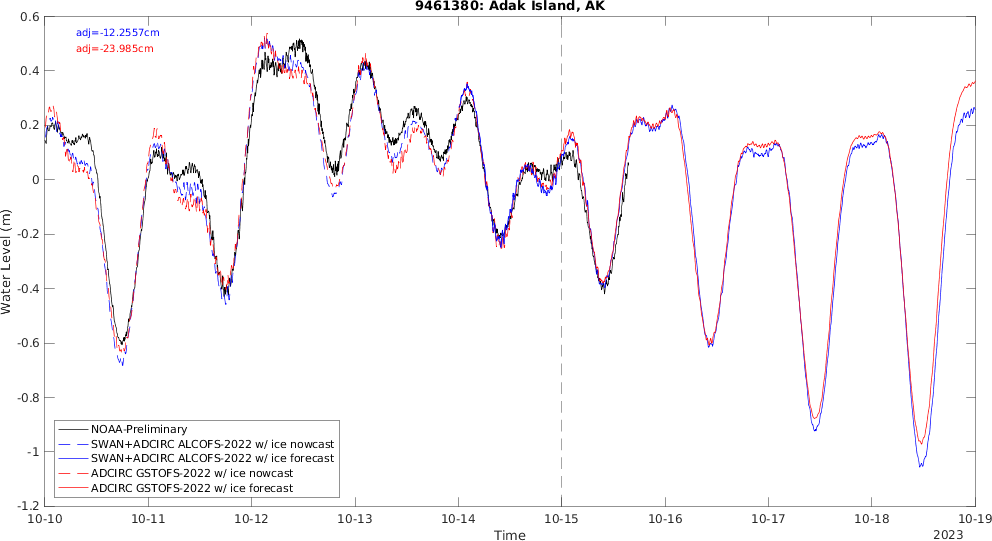 9461380: Adak Island, AK
adj=-12.2557cm
adj=-23.985cm
0.6
0.4
0.2
0
-0.2
-0.4
-0.6
-0.8
-1
-1.2
Water Level (m)
NOAA-Preliminary
SWAN+ADCIRC ALCOFS-2022 w/ ice nowcast
SWAN+ADCIRC ALCOFS-2022 w/ ice forecast
ADCIRC GSTOFS-2022 w/ ice nowcast
ADCIRC GSTOFS-2022 w/ ice forecast
10-10 10-11 10-12 10-13 10-14 10-15 10-16 10-17 10-18 10-19
Time
2023